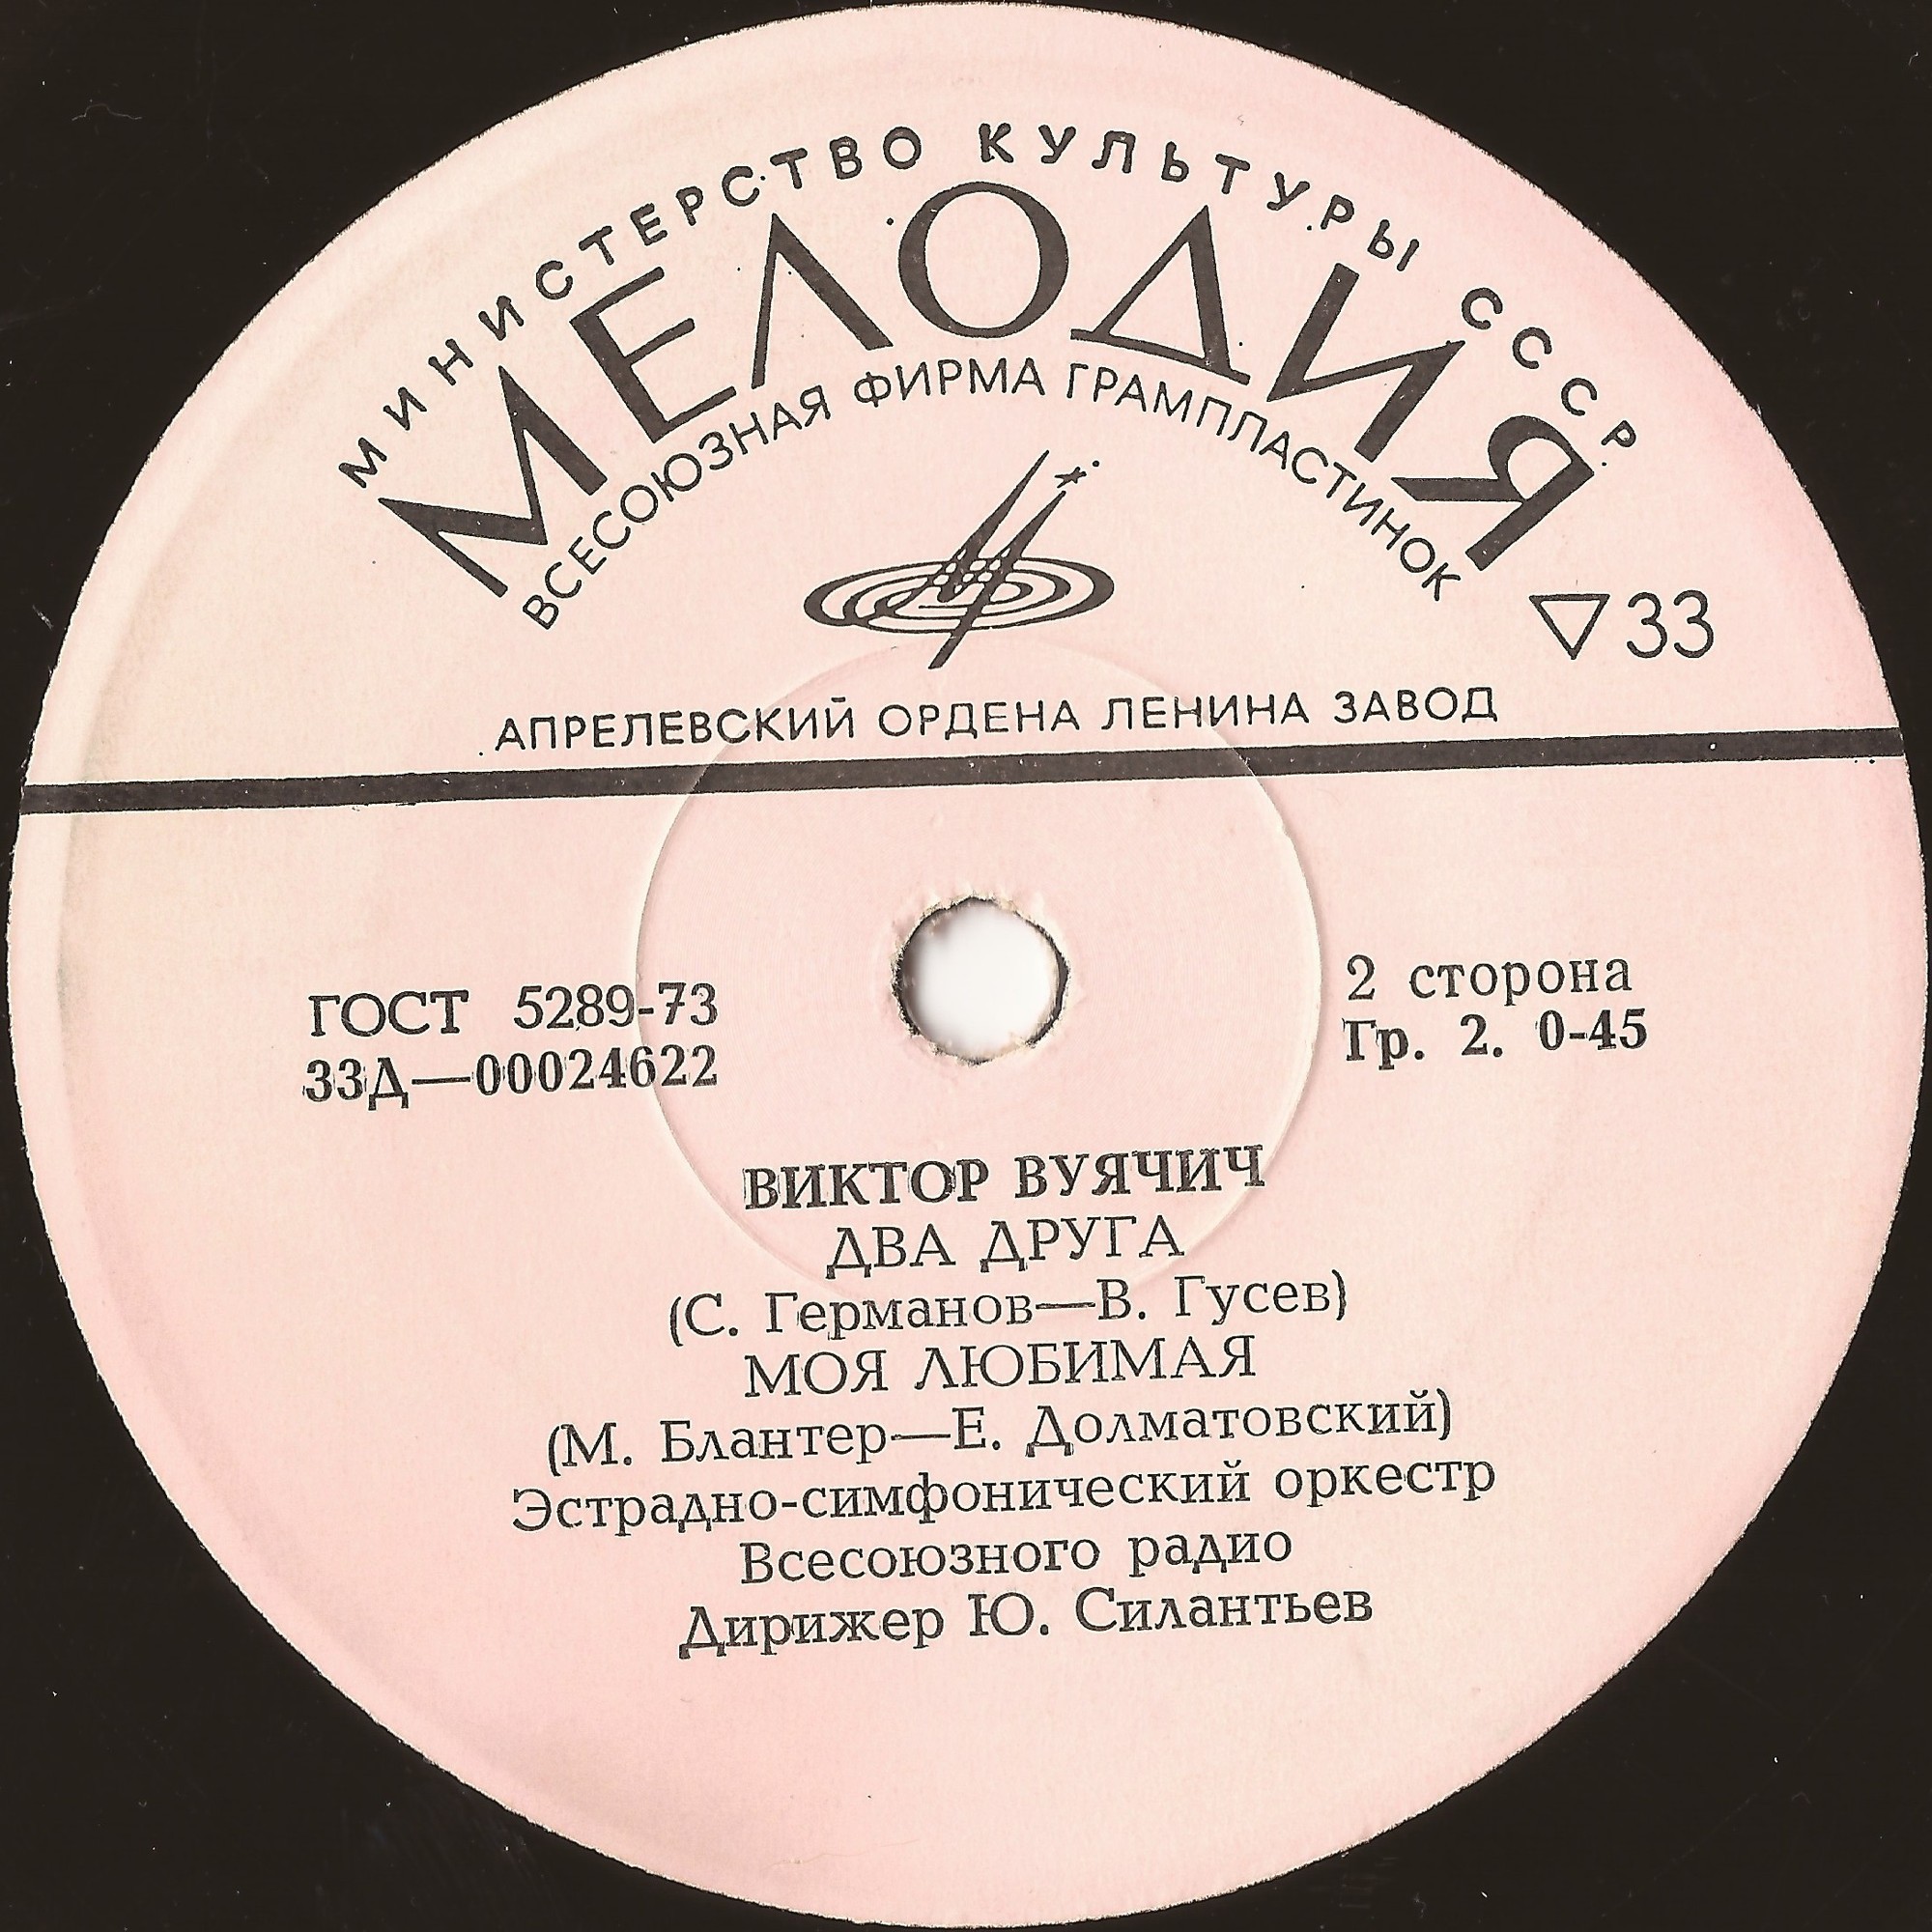 МИНИСТЕРСТВО КУЛЬТУРЫ СССР
МЕЛОДИЯ
ВСЕСОЮЗНАЯ ФИРМА ГРАМПЛАСТИНОК
▽33
АПРЕЛЕВСКИЙ ОРДЕНА ЛЕНИНА ЗАВОД
ГОСТ 5289-73
33Д—00024622
2 сторона
Гр. 2. 0-45
ВИКТОР ВУЯЧИЧ
ДВА ДРУГА
(С. Германов—В. Гусев)
МОЯ ЛЮБИМАЯ
(М. Блантер—Е. Долматовский)
Эстрадно-симфонический оркестр
Всесоюзного радио
Дирижер Ю. Силантьев